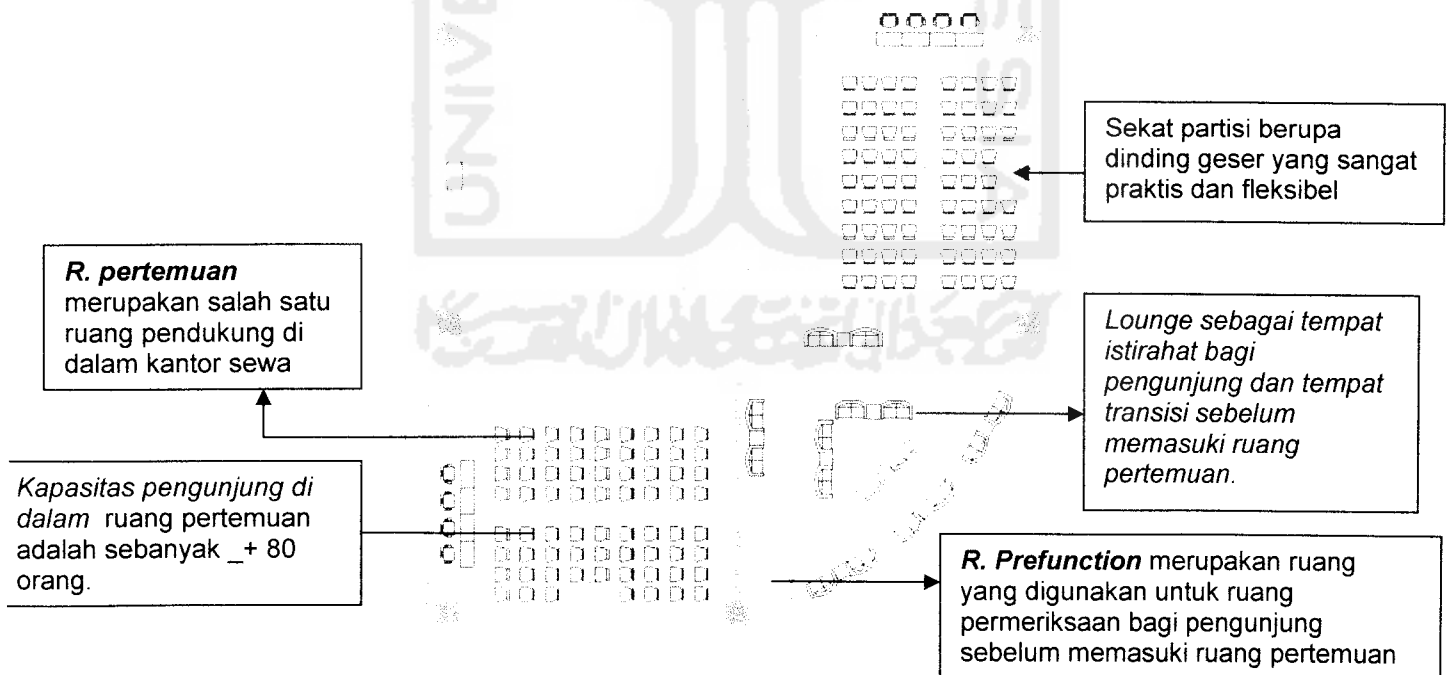 UNIVE
SIS
A
Sekat partisi berupa
dinding geser yang sangat
praktis dan fleksibel
R. pertemuan
merupakan salah satu
ruang pendukung di
dalam kantor sewa
Lounge sebagai tempat
istirahat bagi
pengunjung dan tempat
transisi sebelum
memasuki ruang
pertemuan.
Kapasitas pengunjung di
dalam ruang pertemuan
adalah sebanyak _+ 80
orang.
R. Prefunction merupakan ruang
yang digunakan untuk ruang
permeriksaan bagi pengunjung
sebelum memasuki ruang pertemuan